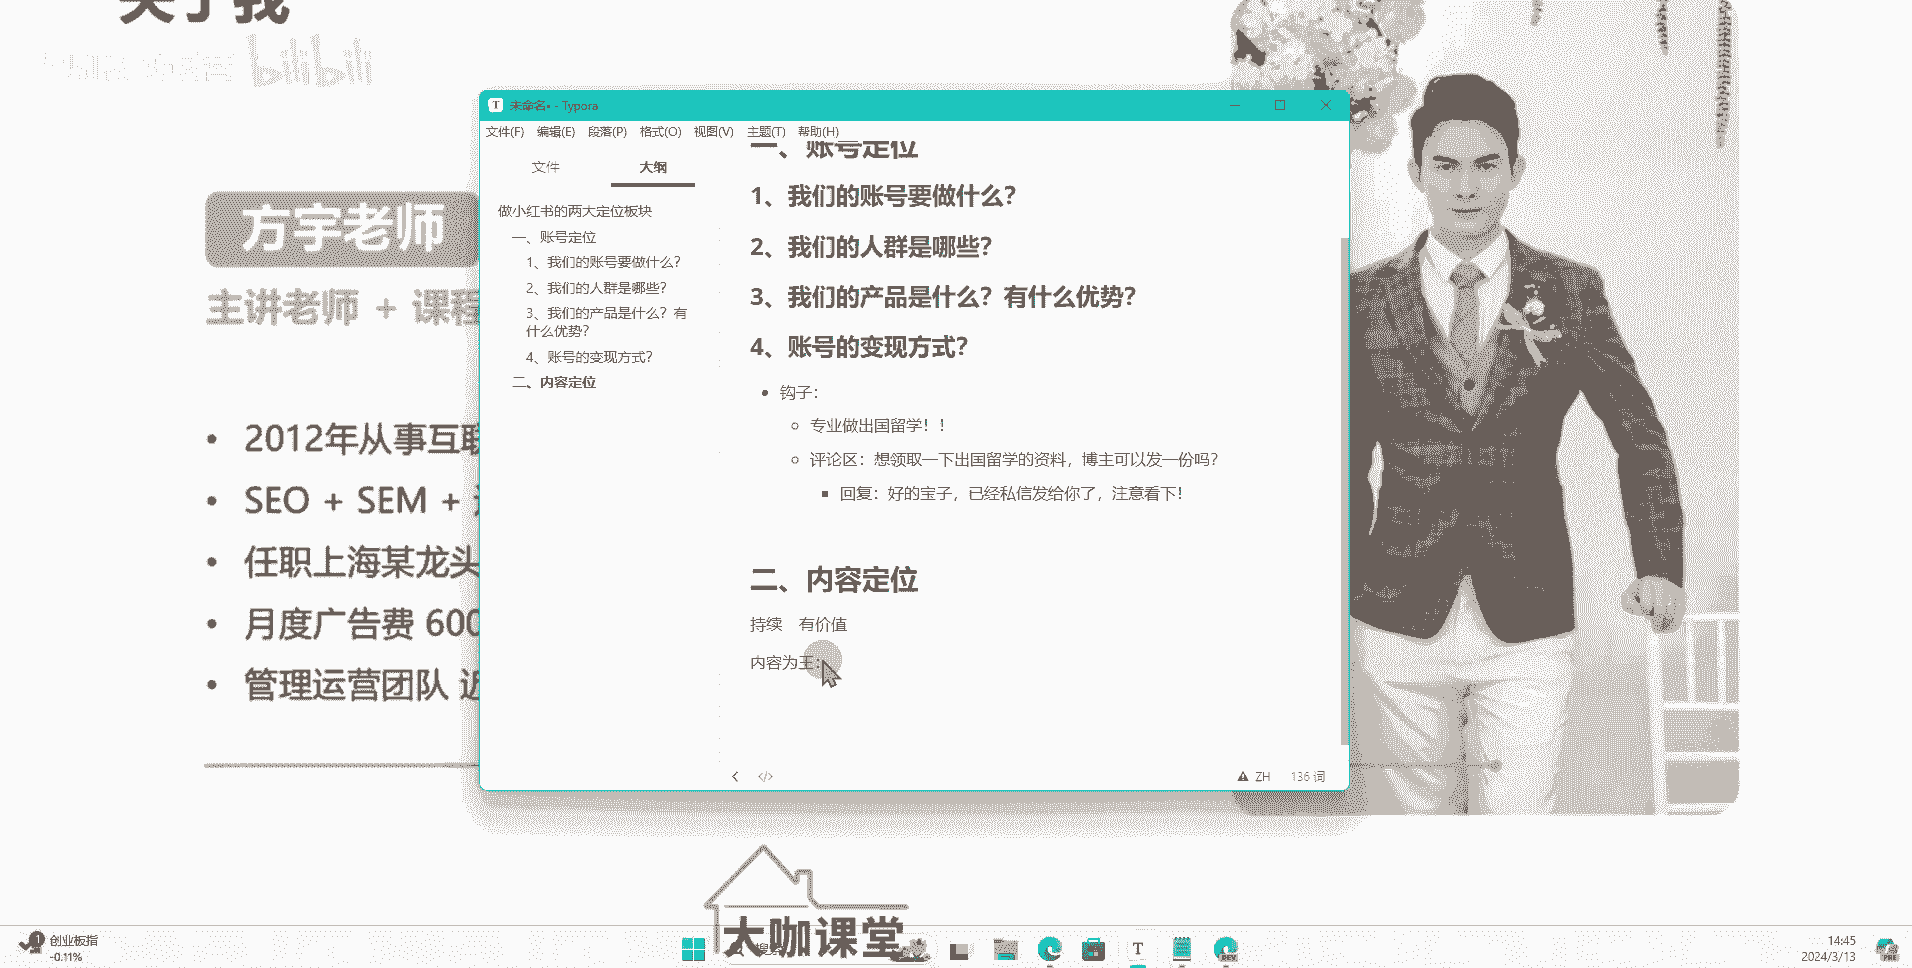 关于我
bilibili
未命名• - Typora
文件(F) 编辑(E) 段落(P) 格式(O) 视图(V) 主题(T) 帮助(H)
文件 大纲
做小红书的两大定位板块
一、账号定位
1、我们的账号要做什么？
2、我们的人群是哪些？
3、我们的产品是什么？有
什么优势？
4、账号的变现方式？
二、内容定位
一、账号定位
1、我们的账号要做什么？
2、我们的人群是哪些？
3、我们的产品是什么？有什么优势？
4、账号的变现方式？
钩子：
专业做出国留学！！
评论区：想领取一下出国留学的资料，博主可以发一份吗？
回复：好的宝子，已经私信发给你了，注意看下！
二、内容定位
持续 有价值
内容为王：
ZH 136 词
方宇老师
主讲老师 + 课程
2012年从事互联
SEO + SEM +
任职上海某龙头
月度广告费 600
管理运营团队 近
大咖课堂
1
创业板指
-0.11%
T
DEV
14:45
2024/3/13
PRE